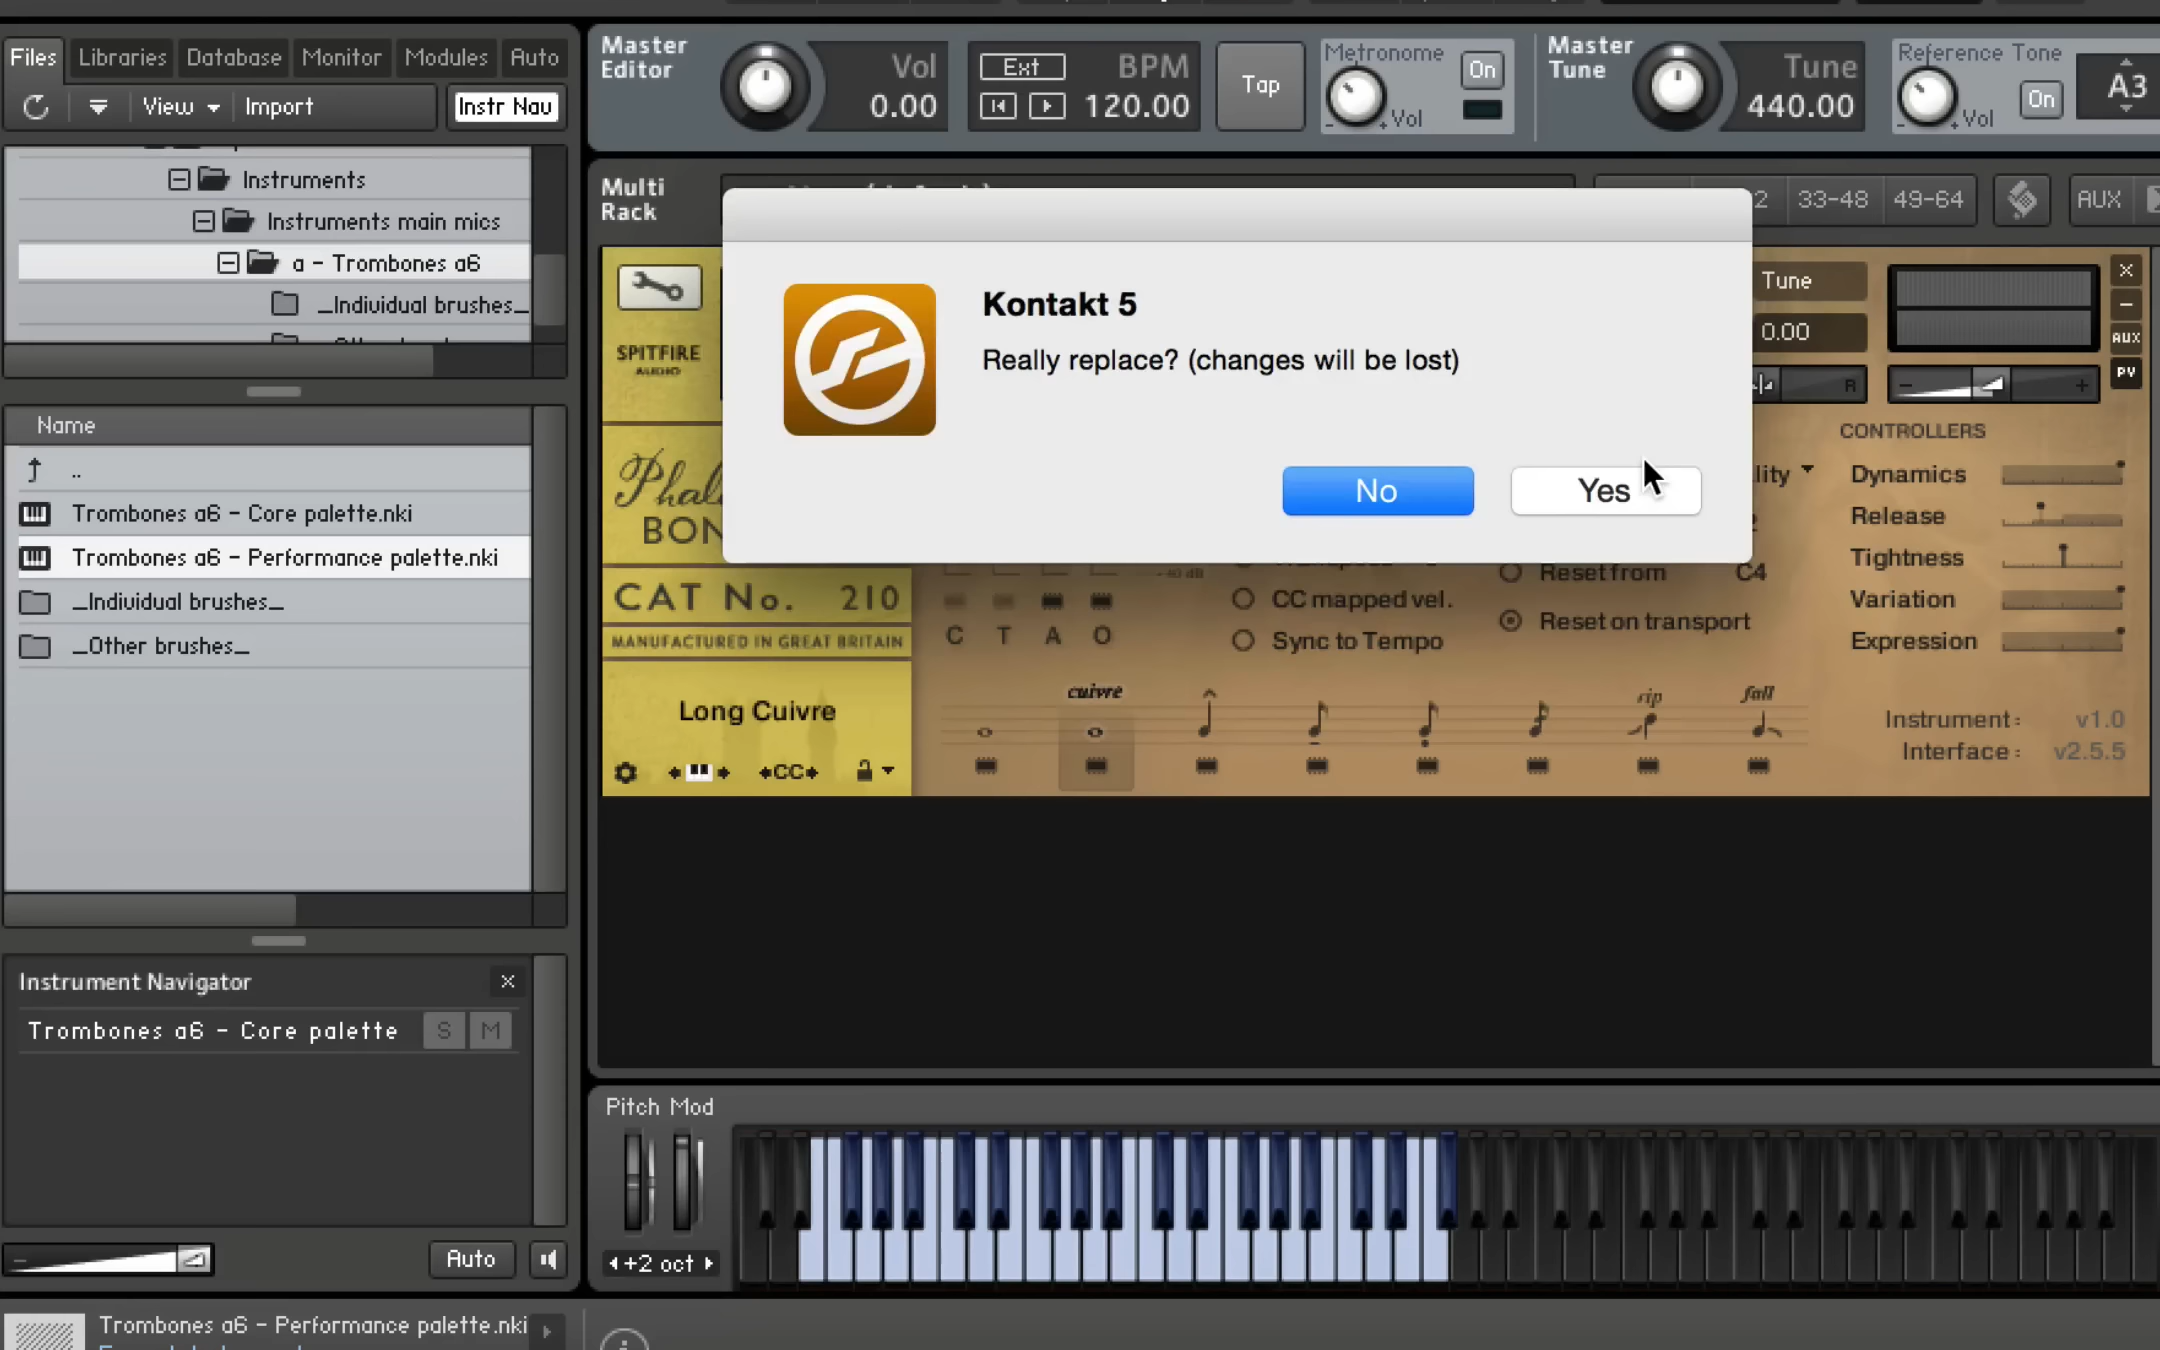 Files Libraries Database Monitor Modules Auto
View Import Instr Nav
Instruments
Instruments main mics
a - Trombones a6
_Individual brushes_
Name
..
Trombones a6 - Core palette.nki
Trombones a6 - Performance palette.nki
_Individual brushes_
_Other brushes_
Instrument Navigator
Trombones a6 - Core palette S M
Auto
Trombones a6 - Performance palette.nki
Master Editor
Vol 0.00
Ext BPM
120.00
Tap
Metronome
On
- + Vol
Master Tune
Tune 440.00
Reference Tone
On
- + Vol
A3
Multi Rack
33-48 49-64 AUX
Kontakt 5
Really replace? (changes will be lost)
No Yes
SPITFIRE
AUDIO
BON
CAT No. 210
MANUFACTURED IN GREAT BRITAIN
Long Cuivre
CC
Tune
0.00
AUX
PV
R
- +
CONTROLLERS
Dynamics
Release
Tightness
Variation
Expression
Reset from C4
CC mapped vel.
Reset on transport
Sync to Tempo
C T A O
cuivre
rip
fall
Instrument: v1.0
Interface: v2.5.5
Pitch Mod
+2 oct